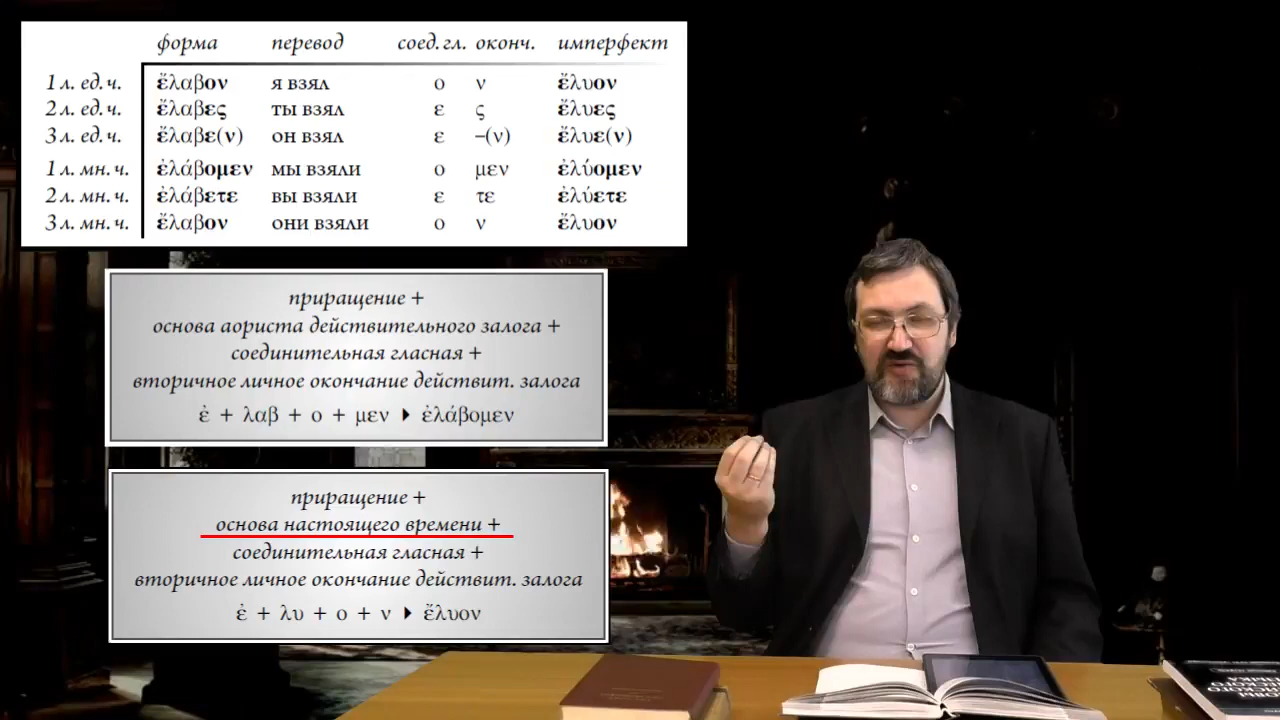 форма перевод соед. гл. оконч. имперфект
1 л. ед. ч. ἔλαβον я взял ο ν ἔλυον
2 л. ед. ч. ἔλαβες ты взял ε ς ἔλυες
3 л. ед. ч. ἔλαβε(ν) он взял ε –(ν) ἔλυε(ν)
1 л. мн. ч. ἐλάβομεν мы взяли ο μεν ἐλύομεν
2 л. мн. ч. ἐλάβετε вы взяли ε τε ἐλύετε
3 л. мн. ч. ἔλαβον они взяли ο ν ἔλυον
приращение +
основа аориста действительного залога +
соединительная гласная +
вторичное личное окончание действит. залога
ἐ + λαβ + ο + μεν ▸ ἐλάβομεν
приращение +
основа настоящего времени +
соединительная гласная +
вторичное личное окончание действит. залога
ἐ + λυ + ο + ν ▸ ἔλυον